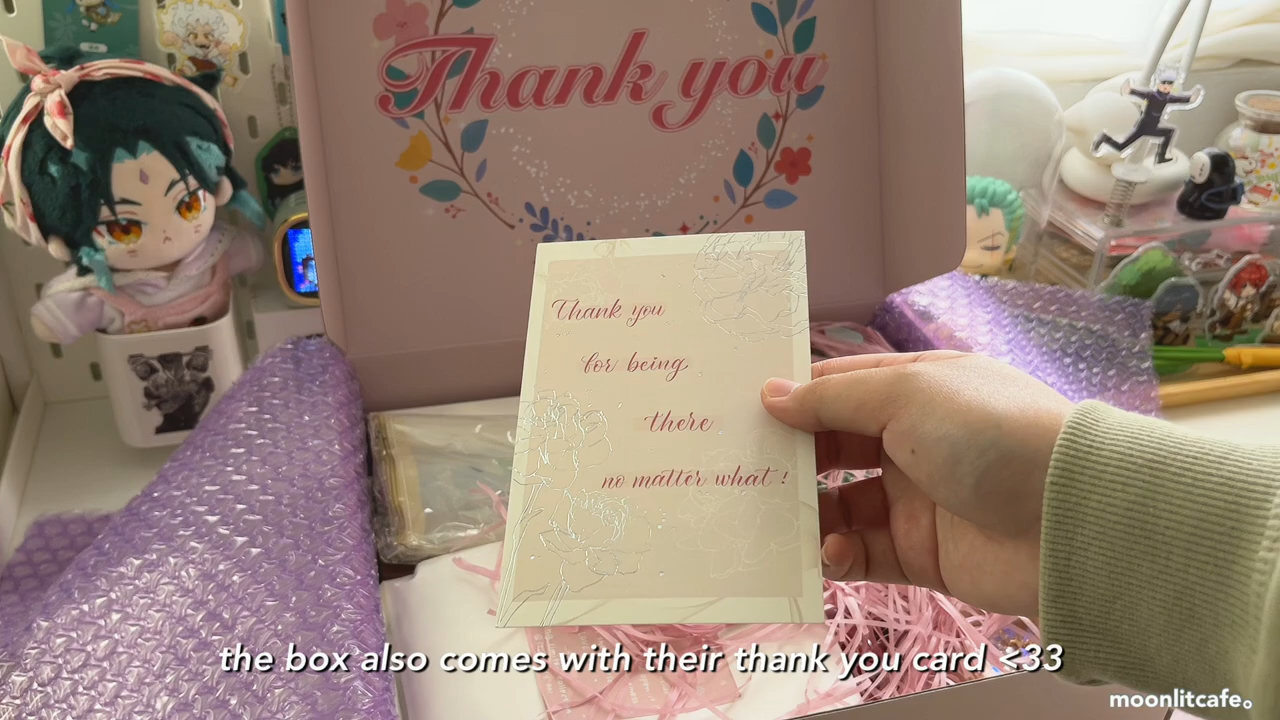 Thank you
Thank you
for being
there
no matter what !
the box also comes with their thank you card <33
moonlitcafe。